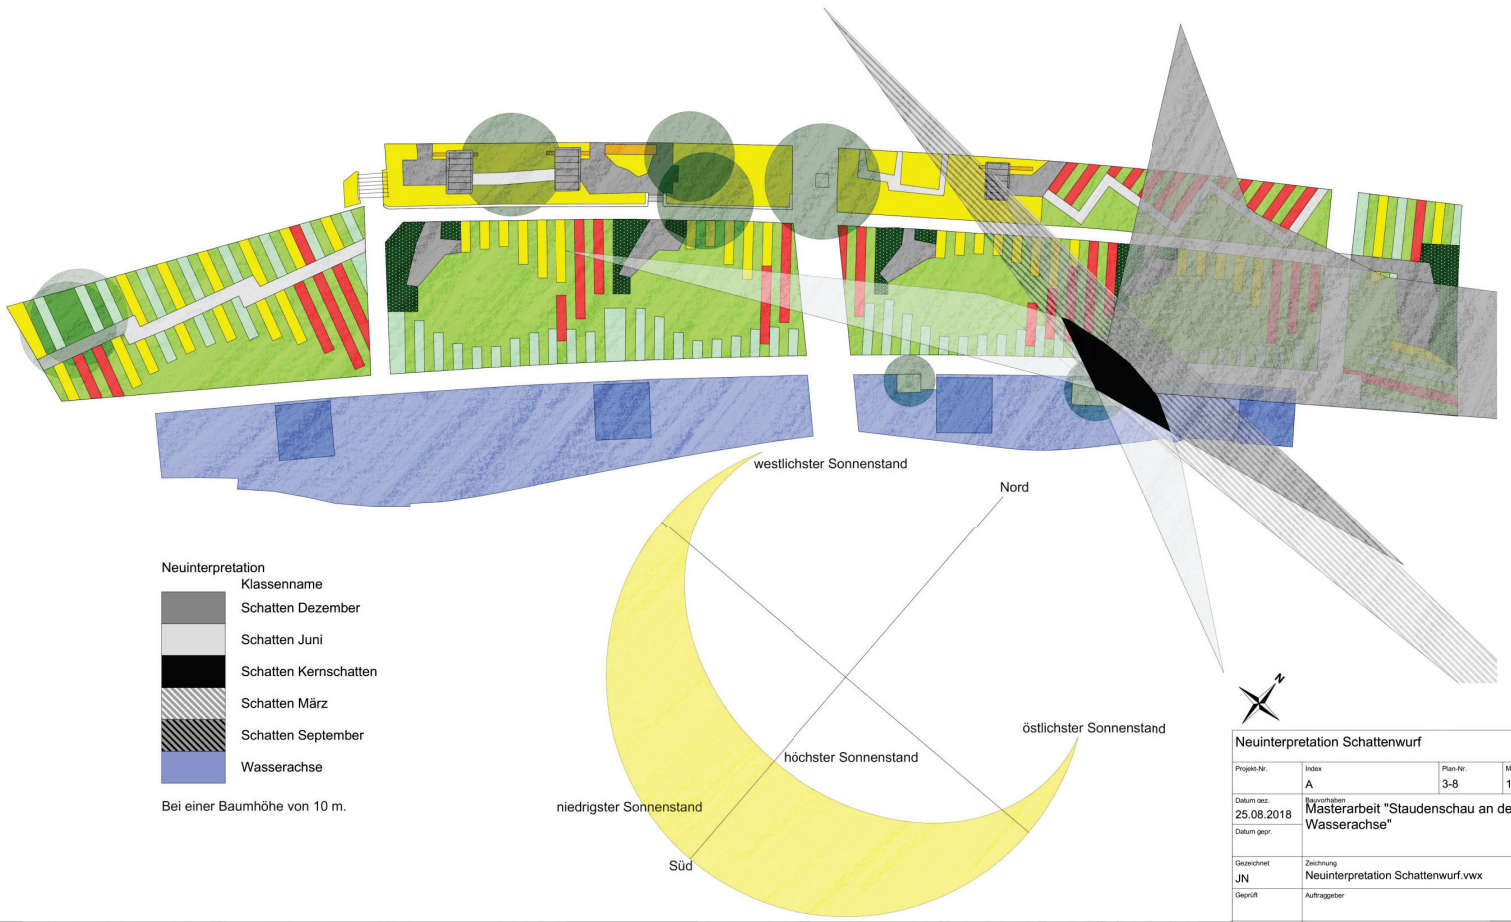 westlichster Sonnenstand
Nord
Neuinterpretation
Klassenname
Schatten Dezember
Schatten Juni
Schatten Kernschatten
Schatten März
Schatten September
Wasserachse
Bei einer Baumhöhe von 10 m.
östlichster Sonnenstand
höchster Sonnenstand
niedrigster Sonnenstand
Süd
N
Neuinterpretation Schattenwurf
Projekt-Nr.
Index
Plan-Nr.
M
A
3-8
1
Datum gez.
Bauvorhaben
25.08.2018
Masterarbeit "Staudenschau an de
Wasserachse"
Datum gepr.
Gezeichnet
Zeichnung
JN
Neuinterpretation Schattenwurf.vwx
Geprüft
Auftraggeber